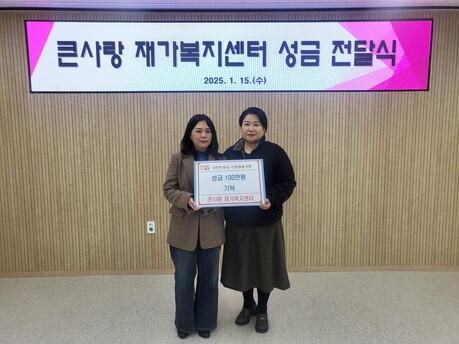 큰사랑 재가복지센터 성금 전달식
2025. 1. 15.(수)
성금 100만원
기탁
큰사랑 재가복지센터